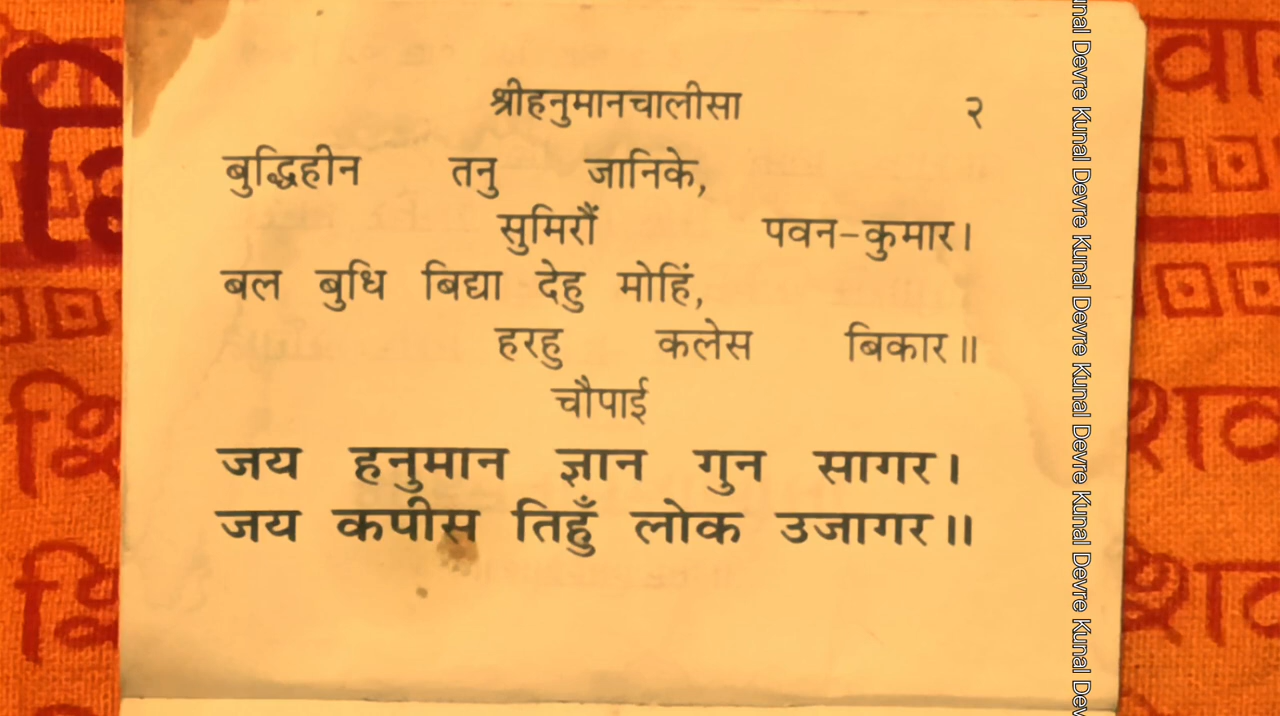 श्रीहनुमानचालीसा २
बुद्धिहीन तनु जानिके,
सुमिरौं पवन-कुमार।
बल बुधि बिद्या देहु मोहिं,
हरहु कलेस बिकार॥
चौपाई
जय हनुमान ज्ञान गुन सागर।
जय कपीस तिहुँ लोक उजागर॥
Devre Kunal Devre Kunal Devre Kunal Devre Kunal Devre Kunal Devre